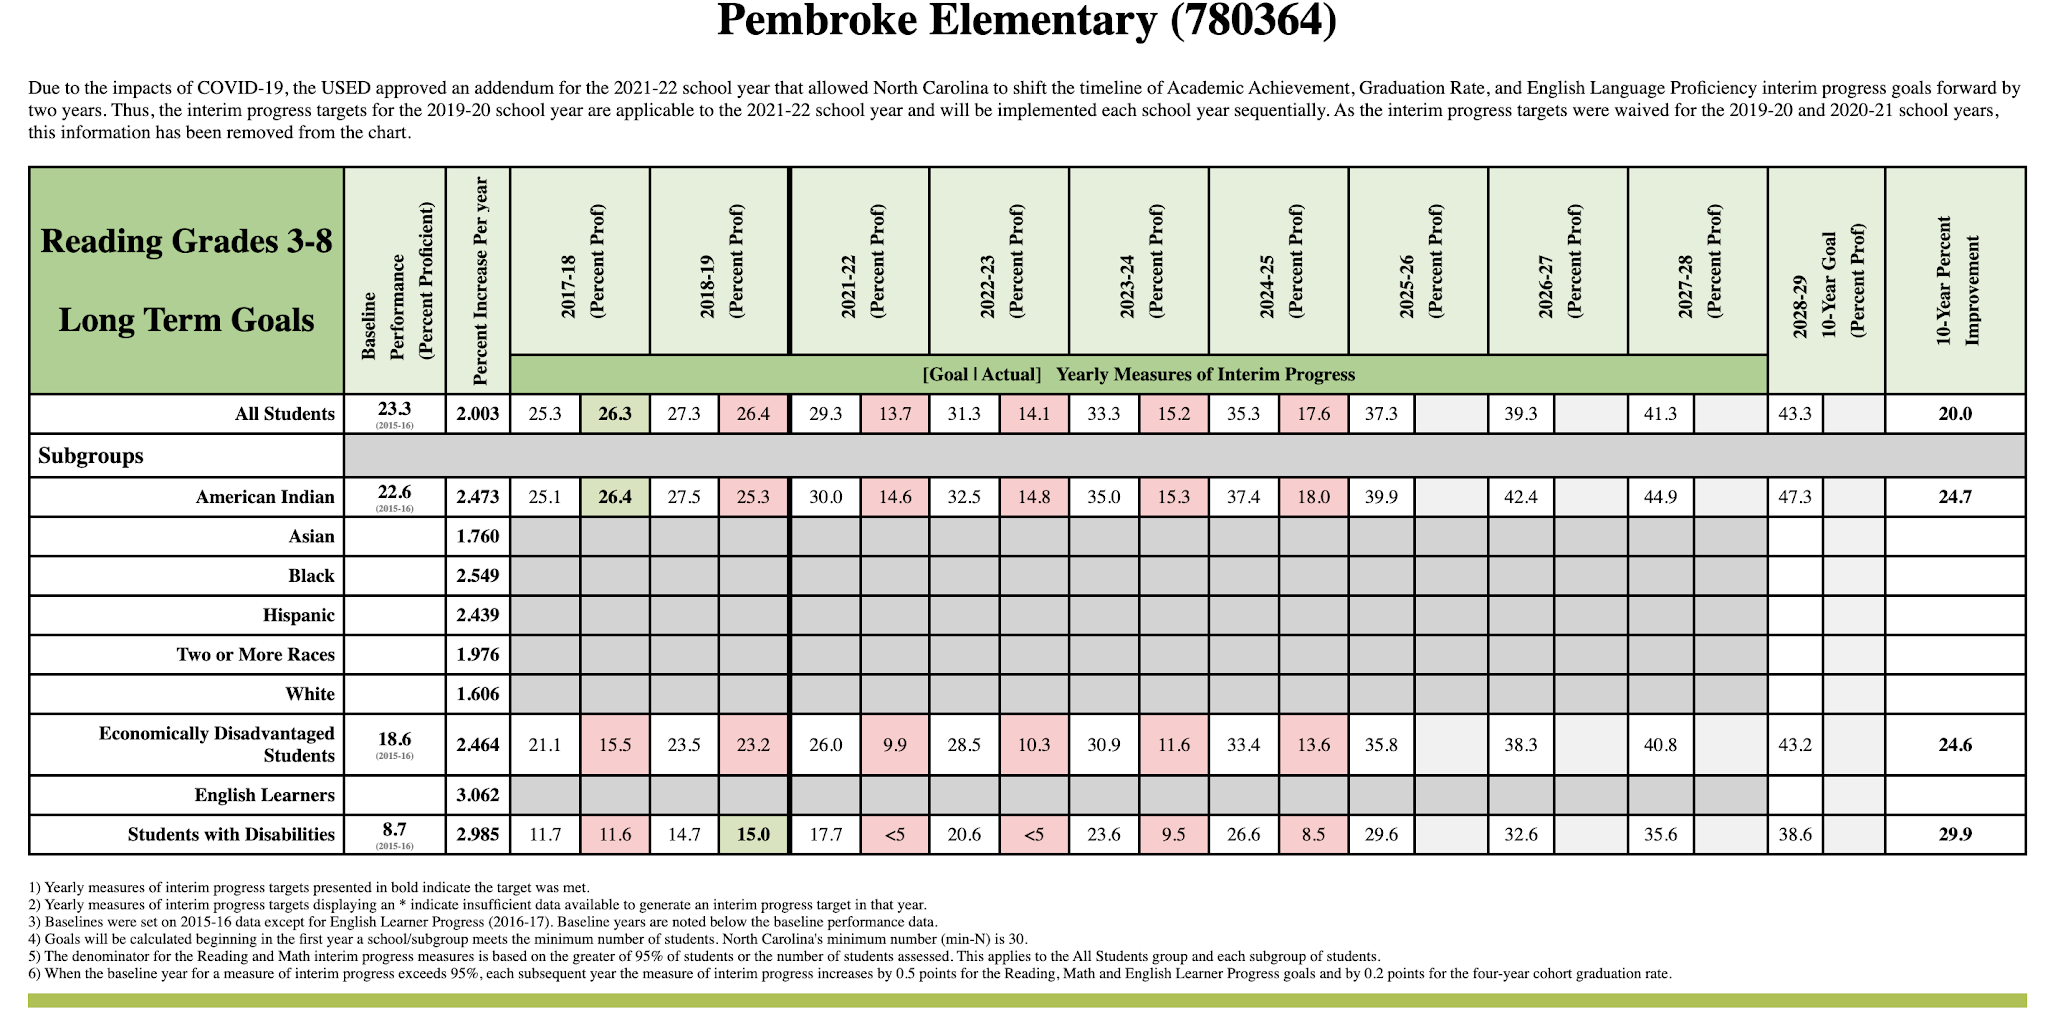 Pembroke Elementary (780364)
Due to the impacts of COVID-19, the USED approved an addendum for the 2021-22 school year that allowed North Carolina to shift the timeline of Academic Achievement, Graduation Rate, and English Language Proficiency interim progress goals forward by
two years. Thus, the interim progress targets for the 2019-20 school year are applicable to the 2021-22 school year and will be implemented each school year sequentially. As the interim progress targets were waived for the 2019-20 and 2020-21 school years,
this information has been removed from the chart.
Reading Grades 3-8
Long Term Goals
Baseline
Performance
(Percent Proficient)
Percent Increase Per year
2017-18
(Percent Prof)
2018-19
(Percent Prof)
2021-22
(Percent Prof)
2022-23
(Percent Prof)
2023-24
(Percent Prof)
2024-25
(Percent Prof)
2025-26
(Percent Prof)
2026-27
(Percent Prof)
2027-28
(Percent Prof)
2028-29
10-Year Goal
(Percent Prof)
10-Year Percent
Improvement
[Goal | Actual] Yearly Measures of Interim Progress
All Students 23.3 (2015-16) 2.003 25.3 26.3 27.3 26.4 29.3 13.7 31.3 14.1 33.3 15.2 35.3 17.6 37.3 39.3 41.3 43.3 20.0
Subgroups
American Indian 22.6 (2015-16) 2.473 25.1 26.4 27.5 25.3 30.0 14.6 32.5 14.8 35.0 15.3 37.4 18.0 39.9 42.4 44.9 47.3 24.7
Asian 1.760
Black 2.549
Hispanic 2.439
Two or More Races 1.976
White 1.606
Economically Disadvantaged
Students 18.6 (2015-16) 2.464 21.1 15.5 23.5 23.2 26.0 9.9 28.5 10.3 30.9 11.6 33.4 13.6 35.8 38.3 40.8 43.2 24.6
English Learners 3.062
Students with Disabilities 8.7 (2015-16) 2.985 11.7 11.6 14.7 15.0 17.7 <5 20.6 <5 23.6 9.5 26.6 8.5 29.6 32.6 35.6 38.6 29.9
1) Yearly measures of interim progress targets presented in bold indicate the target was met.
2) Yearly measures of interim progress targets displaying an * indicate insufficient data available to generate an interim progress target in that year.
3) Baselines were set on 2015-16 data except for English Learner Progress (2016-17). Baseline years are noted below the baseline performance data.
4) Goals will be calculated beginning in the first year a school/subgroup meets the minimum number of students. North Carolina's minimum number (min-N) is 30.
5) The denominator for the Reading and Math interim progress measures is based on the greater of 95% of students or the number of students assessed. This applies to the All Students group and each subgroup of students.
6) When the baseline year for a measure of interim progress exceeds 95%, each subsequent year the measure of interim progress increases by 0.5 points for the Reading, Math and English Learner Progress goals and by 0.2 points for the four-year cohort graduation rate.